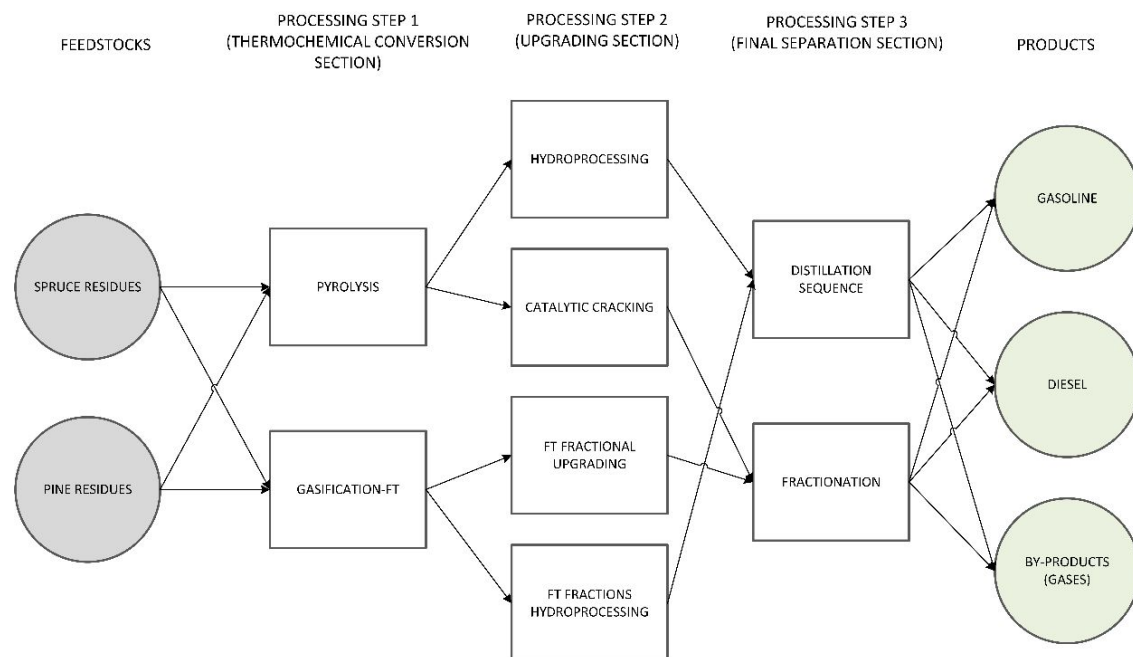 FEEDSTOCKS
PROCESSING STEP 1
(THERMOCHEMICAL CONVERSION
SECTION)
PROCESSING STEP 2
(UPGRADING SECTION)
PROCESSING STEP 3
(FINAL SEPARATION SECTION)
PRODUCTS
SPRUCE RESIDUES
PINE RESIDUES
PYROLYSIS
GASIFICATION-FT
HYDROPROCESSING
CATALYTIC CRACKING
FT FRACTIONAL
UPGRADING
FT FRACTIONS
HYDROPROCESSING
DISTILLATION
SEQUENCE
FRACTIONATION
GASOLINE
DIESEL
BY-PRODUCTS
(GASES)